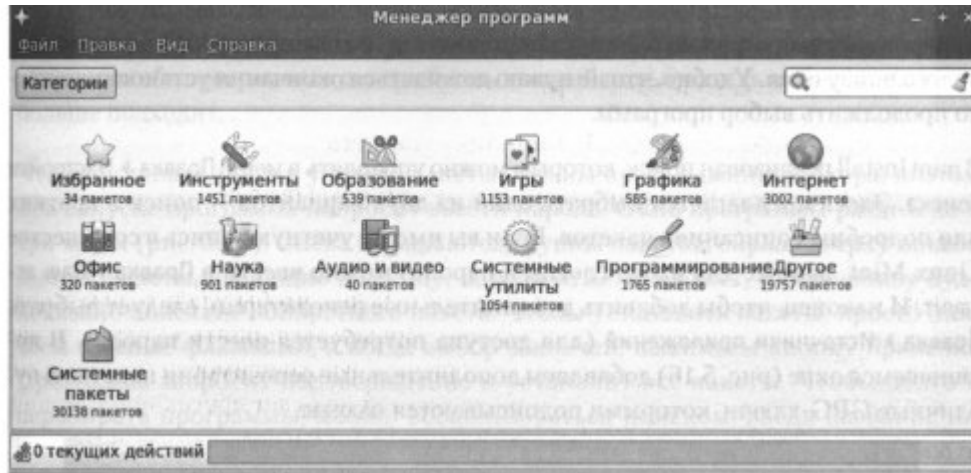 Менеджер программ
Файл Правка Вид Справка
Категории
Избранное
34 пакетов
Инструменты
1451 пакетов
Образование
539 пакетов
Игры
1153 пакетов
Графика
565 пакетов
Интернет
3002 пакетов
Офис
320 пакетов
Наука
901 пакетов
Аудио и видео
40 пакетов
Системные
утилиты
1054 пакетов
Программирование
1765 пакетов
Другое
19757 пакетов
Системные
пакеты
30138 пакетов
0 текущих действий